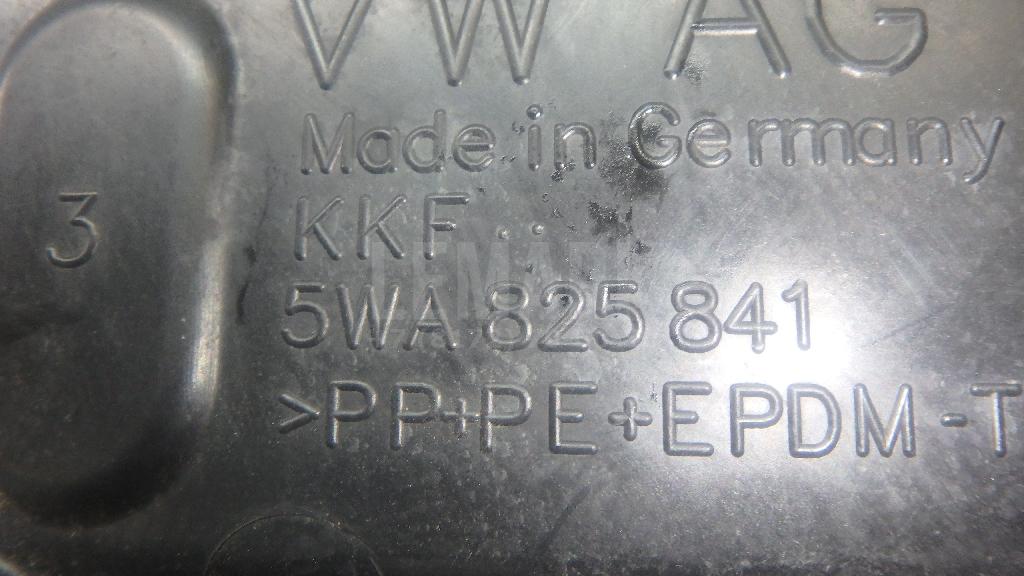 VW AG
Made in Germany
3
KKF ..
5WA 825 841
>PP+PE+EPDM-T